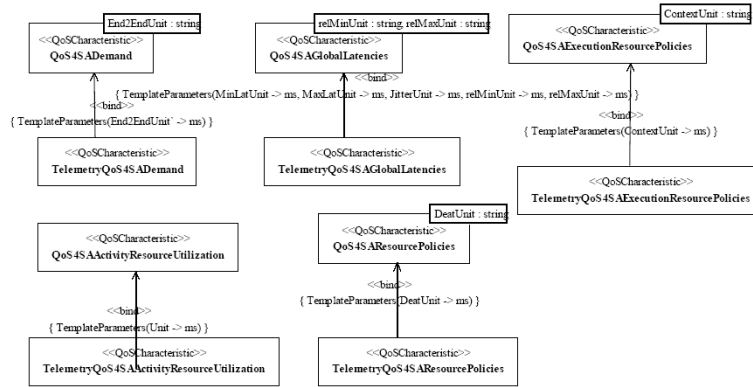 End2EndUnit : string
<<QoSCharacteristic>>
QoS4SADemand
<<bind>>
{ TemplateParameters(End2EndUnit` -> ms) }
<<QoSCharacteristic>>
TelemetryQoS4SADemand
relMinUnit : string, relMaxUnit : string
<<QoSCharacteristic>>
QoS4SAGlobalLatencies
<<bind>>
{ TemplateParameters(MinLatUnit -> ms, MaxLatUnit -> ms, JitterUnit -> ms, relMinUnit -> ms, relMaxUnit -> ms) }
<<QoSCharacteristic>>
TelemetryQoS4SAGlobalLatencies
ContextUnit : string
<<QoSCharacteristic>>
QoS4SAExecutionResourcePolicies
<<bind>>
{ TemplateParameters(ContextUnit -> ms) }
<<QoSCharacteristic>>
TelemetryQoS4SAExecutionResourcePolicies
<<QoSCharacteristic>>
QoS4SAActivityResourceUtilization
<<bind>>
{ TemplateParameters(Unit -> ms) }
<<QoSCharacteristic>>
TelemetryQoS4SAActivityResourceUtilization
DeatUnit : string
<<QoSCharacteristic>>
QoS4SAResourcePolicies
<<bind>>
{ TemplateParameters(DeatUnit -> ms) }
<<QoSCharacteristic>>
TelemetryQoS4SAResourcePolicies